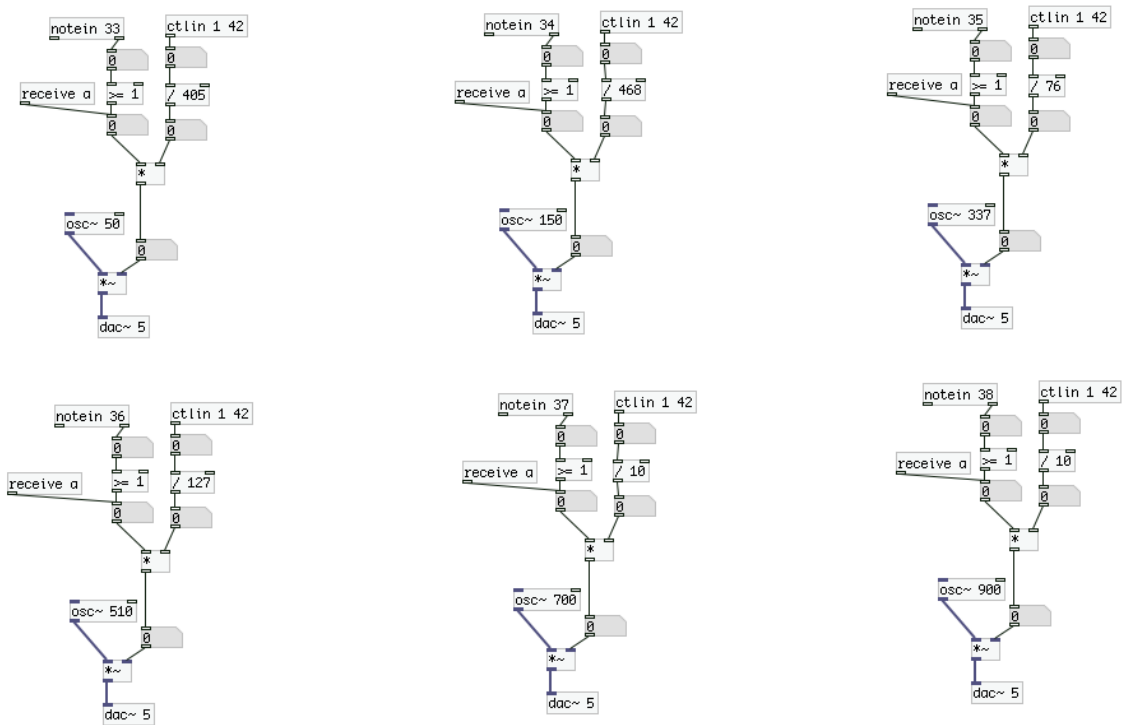 notein 33
ctlin 1 42
0
0
receive a
>= 1
/ 405
0
0
*
osc~ 50
0
*~
dac~ 5
notein 34
ctlin 1 42
0
0
receive a
>= 1
/ 468
0
0
*
osc~ 150
0
*~
dac~ 5
notein 35
ctlin 1 42
0
0
receive a
>= 1
/ 76
0
0
*
osc~ 337
0
*~
dac~ 5
notein 36
ctlin 1 42
0
0
receive a
>= 1
/ 127
0
0
*
osc~ 510
0
*~
dac~ 5
notein 37
ctlin 1 42
0
0
receive a
>= 1
/ 10
0
0
*
osc~ 700
0
*~
dac~ 5
notein 38
ctlin 1 42
0
0
receive a
>= 1
/ 10
0
0
*
osc~ 900
0
*~
dac~ 5